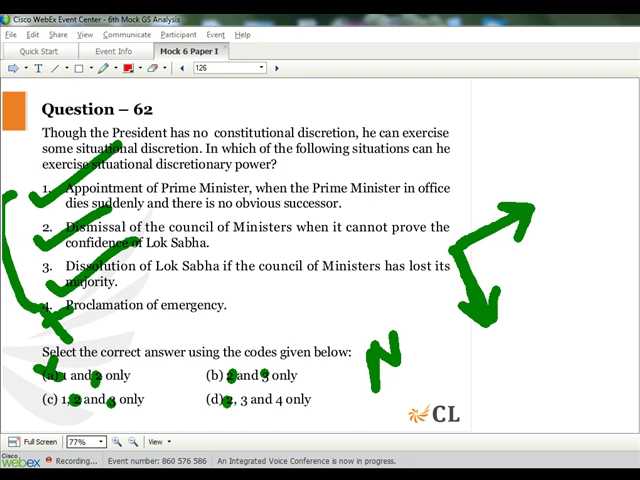 Cisco WebEx Event Center - 6th Mock GS Analysis
File Edit Share View Communicate Participant Event Help
Quick Start Event Info Mock 6 Paper I
T 126
Question – 62
Though the President has no constitutional discretion, he can exercise
some situational discretion. In which of the following situations can he
exercise situational discretionary power?
1. Appointment of Prime Minister, when the Prime Minister in office
dies suddenly and there is no obvious successor.
2. Dismissal of the council of Ministers when it cannot prove the
confidence of Lok Sabha.
3. Dissolution of Lok Sabha if the council of Ministers has lost its
majority.
4. Proclamation of emergency.
Select the correct answer using the codes given below:
(a) 1 and 2 only (b) 2 and 3 only
(c) 1, 2 and 3 only (d) 2, 3 and 4 only
N
CL
Full Screen 77% View
Cisco
webex Recording... Event number: 860 576 586 An Integrated Voice Conference is now in progress.